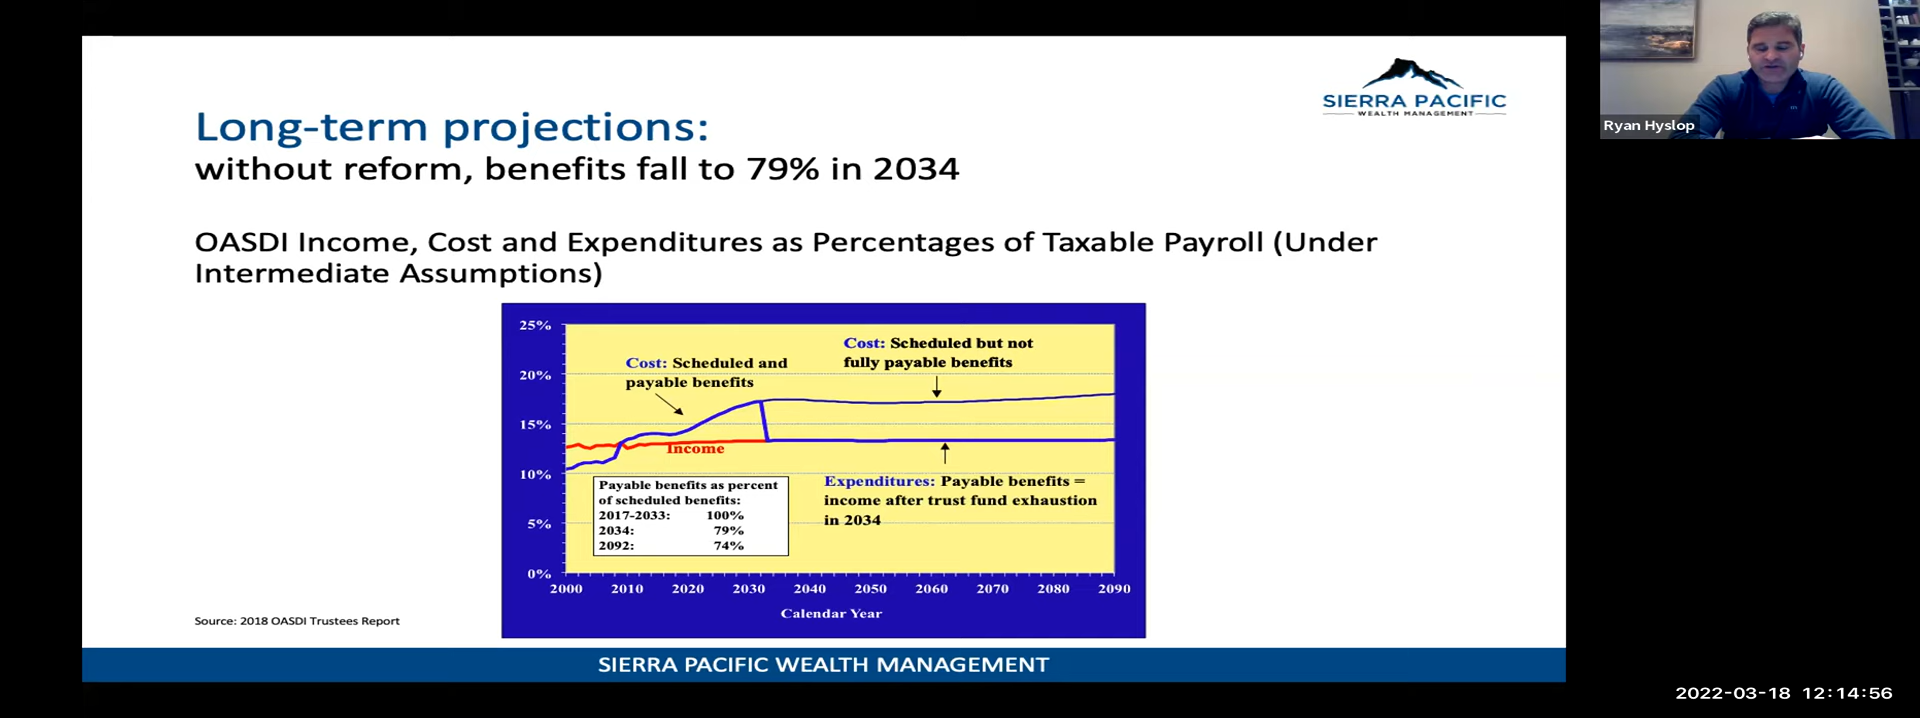 Long-term projections:
without reform, benefits fall to 79% in 2034
SIERRA PACIFIC
WEALTH MANAGEMENT
Ryan Hyslop
OASDI Income, Cost and Expenditures as Percentages of Taxable Payroll (Under
Intermediate Assumptions)
25%
20%
15%
10%
5%
0%
Cost: Scheduled and
payable benefits
Cost: Scheduled but not
fully payable benefits
Income
Payable benefits as percent
of scheduled benefits:
2017-2033: 100%
2034: 79%
2092: 74%
Expenditures: Payable benefits =
income after trust fund exhaustion
in 2034
2000 2010 2020 2030 2040 2050 2060 2070 2080 2090
Calendar Year
Source: 2018 OASDI Trustees Report
SIERRA PACIFIC WEALTH MANAGEMENT
2022-03-18 12:14:56